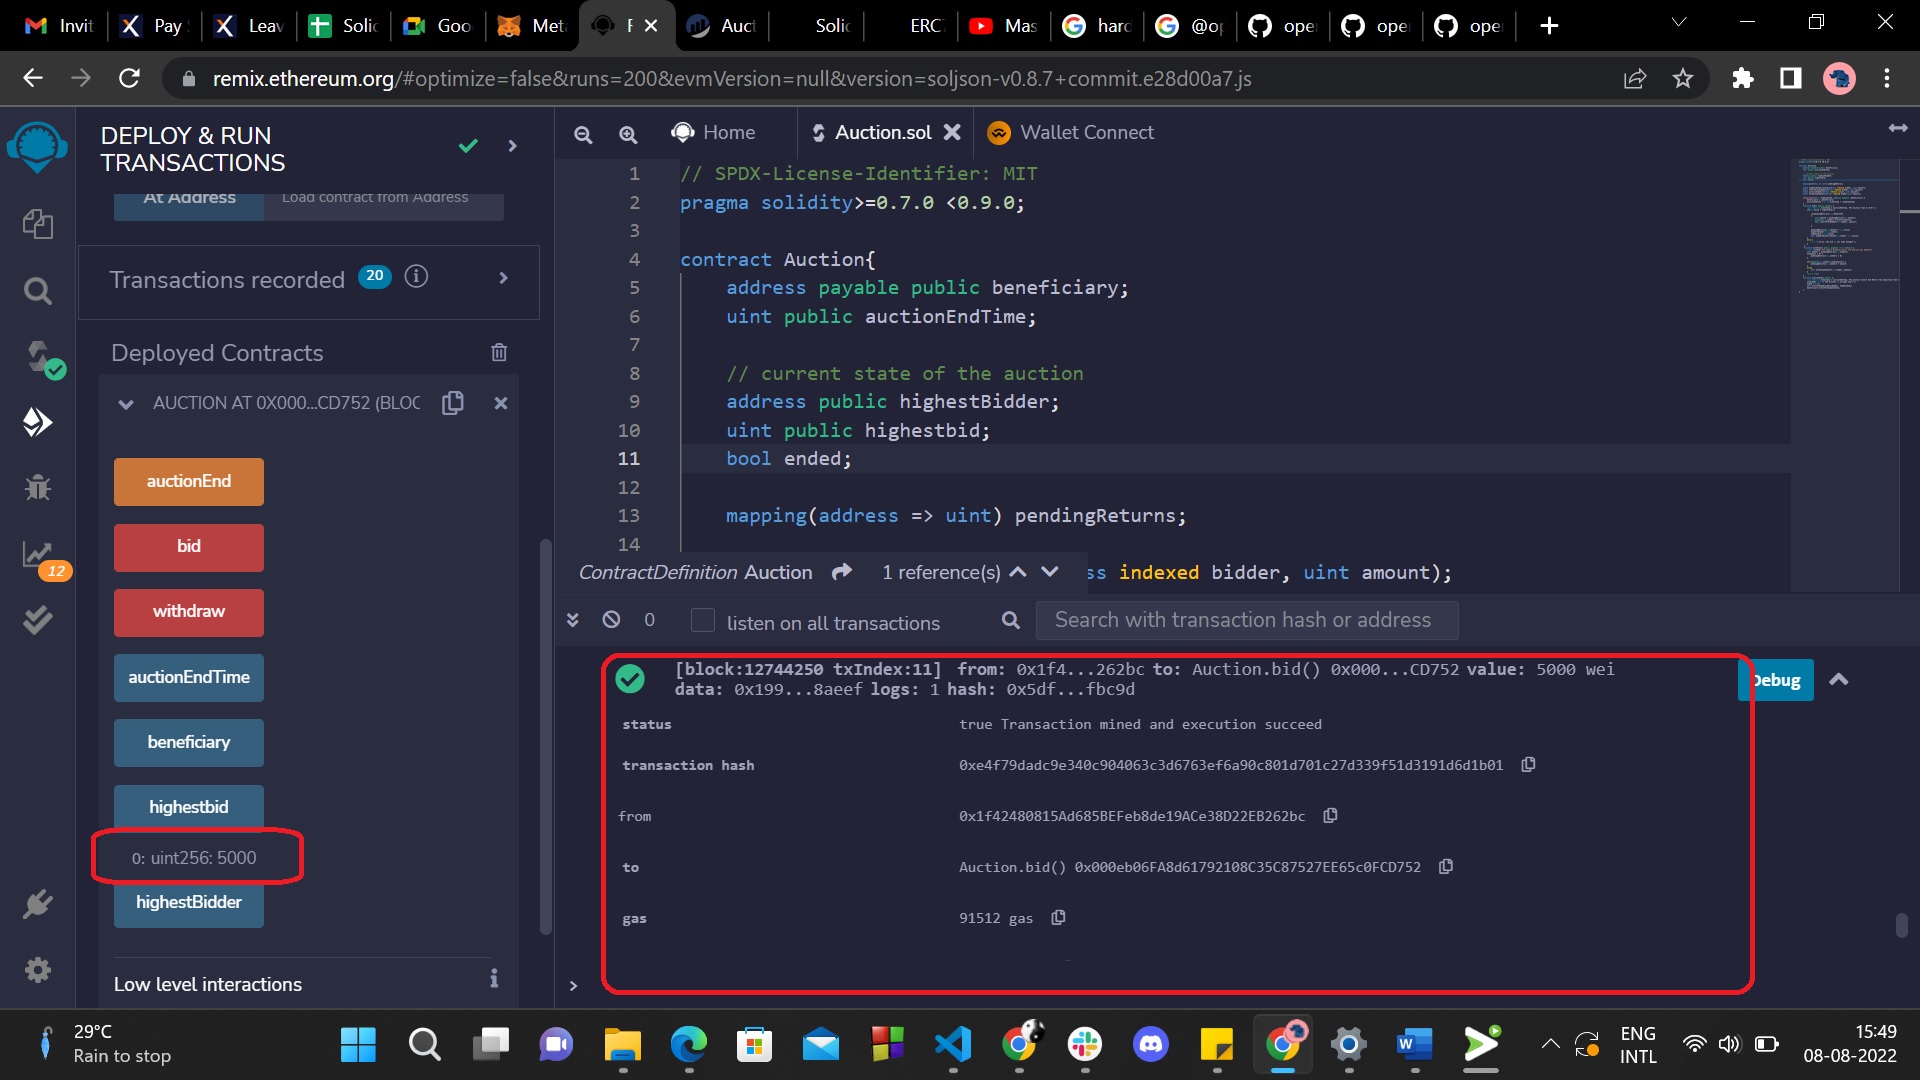 Invit
Pay
Leav
Solic
Goo
Meta
F
Auct
Solic
ERC
Mas
hard
@op
ope
ope
ope
remix.ethereum.org/#optimize=false&runs=200&evmVersion=null&version=soljson-v0.8.7+commit.e28d00a7.js
DEPLOY & RUN
TRANSACTIONS
At Address
Load contract from Address
Transactions recorded 20
Deployed Contracts
AUCTION AT 0X000...CD752 (BLOC
auctionEnd
bid
withdraw
auctionEndTime
beneficiary
highestbid
0: uint256: 5000
highestBidder
Low level interactions
12
Home
Auction.sol
Wallet Connect
1 // SPDX-License-Identifier: MIT
2 pragma solidity>=0.7.0 <0.9.0;
3
4 contract Auction{
5 address payable public beneficiary;
6 uint public auctionEndTime;
7
8 // current state of the auction
9 address public highestBidder;
10 uint public highestbid;
11 bool ended;
12
13 mapping(address => uint) pendingReturns;
14
ContractDefinition Auction 1 reference(s) ss indexed bidder, uint amount);
0 listen on all transactions Search with transaction hash or address
[block:12744250 txIndex:11] from: 0x1f4...262bc to: Auction.bid() 0x000...CD752 value: 5000 wei
data: 0x199...8aeef logs: 1 hash: 0x5df...fbc9d
Debug
status true Transaction mined and execution succeed
transaction hash 0xe4f79dadc9e340c904063c3d6763ef6a90c801d701c27d339f51d3191d6d1b01
from 0x1f42480815Ad685BEFeb8de19ACe38D22EB262bc
to Auction.bid() 0x000eb06FA8d61792108C35C87527EE65c0FCD752
gas 91512 gas
29°C
Rain to stop
ENG
INTL
15:49
08-08-2022